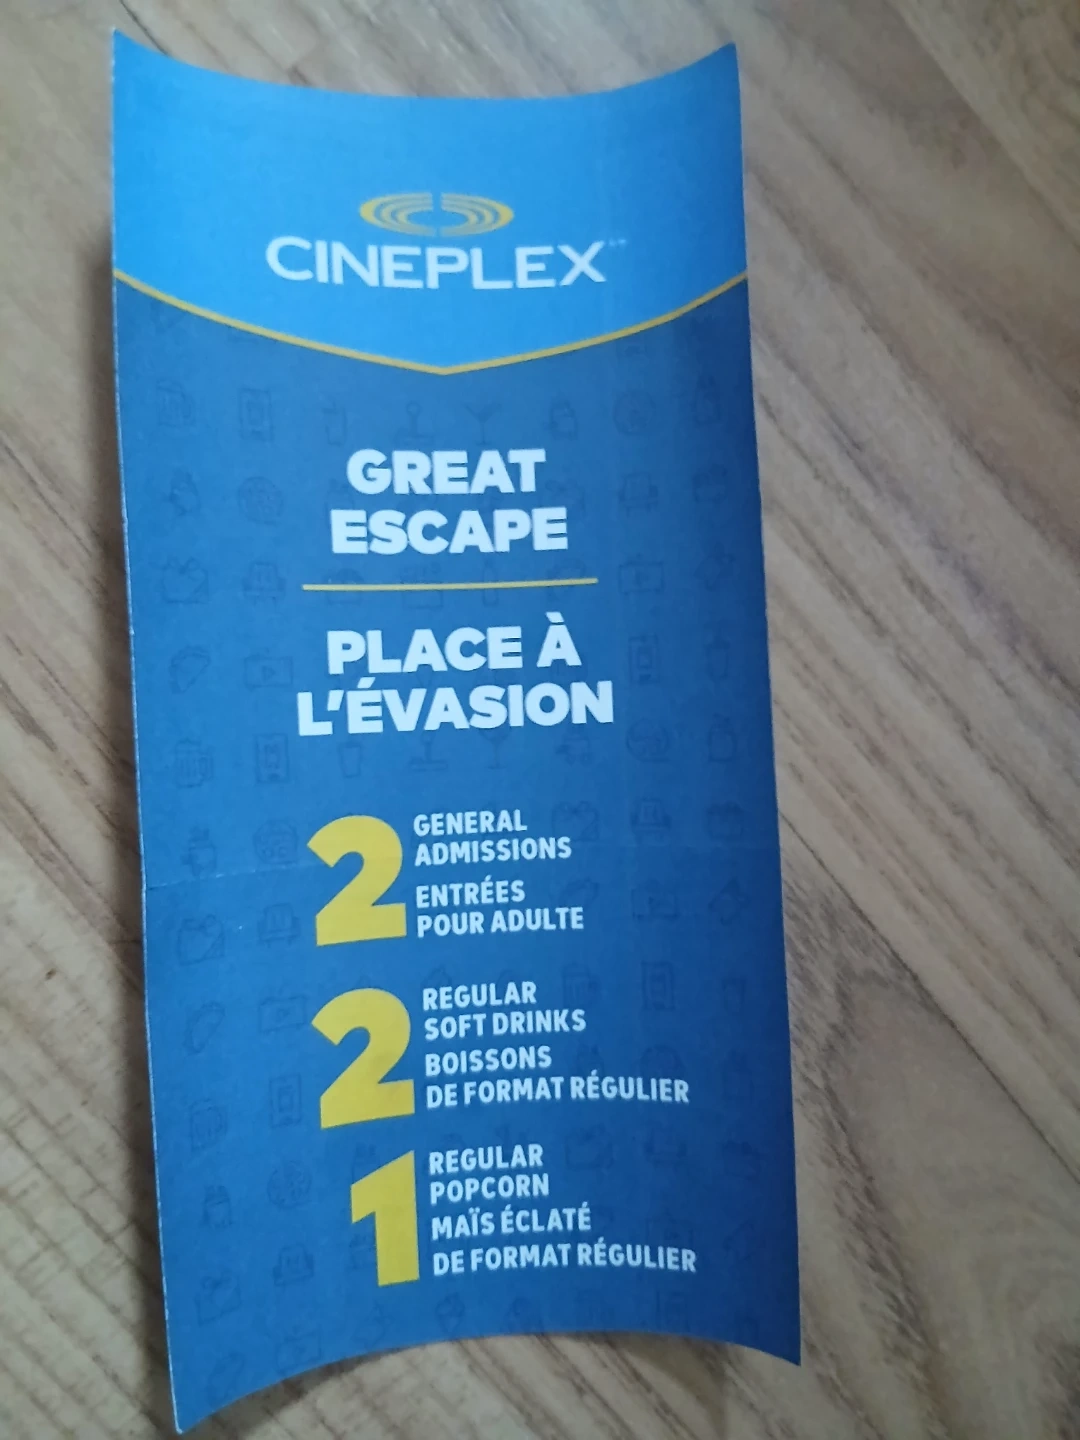 CINEPLEX
GREAT
ESCAPE
PLACE À
L'ÉVASION
2 GENERAL
ADMISSIONS
ENTRÉES
POUR ADULTE
2 REGULAR
SOFT DRINKS
BOISSONS
DE FORMAT RÉGULIER
1 REGULAR
POPCORN
MAÏS ÉCLATÉ
DE FORMAT RÉGULIER